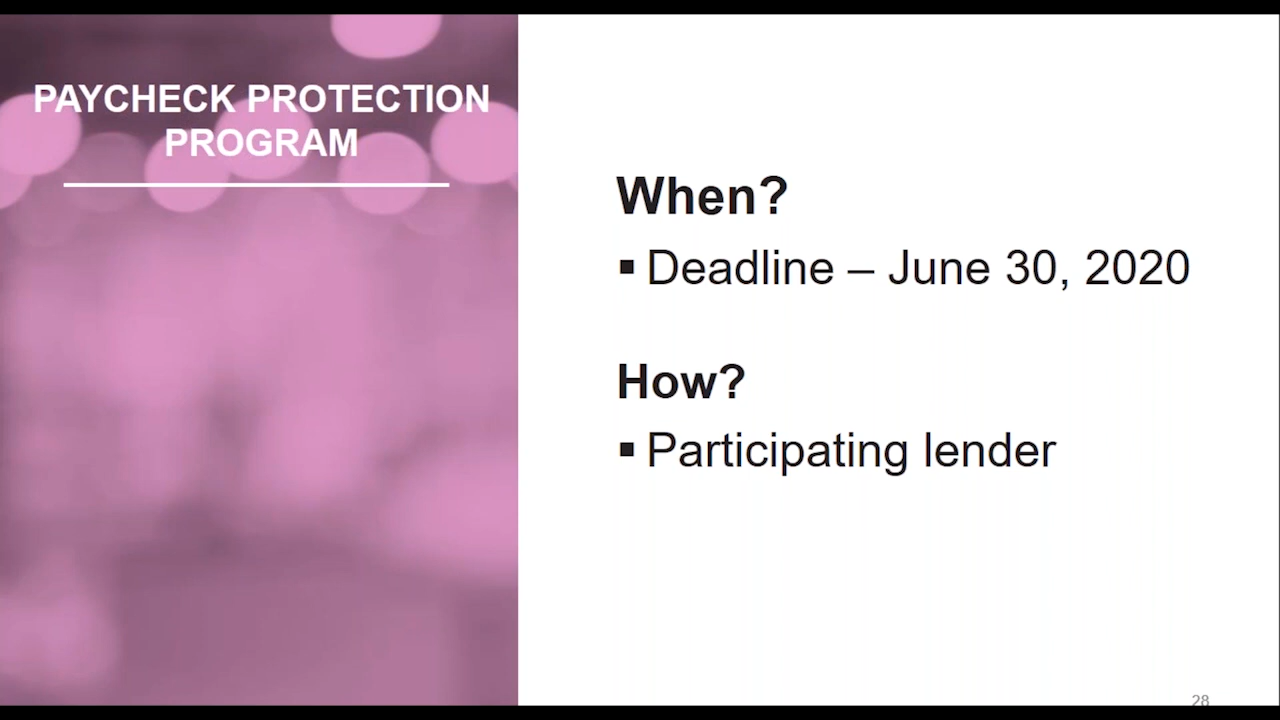 PAYCHECK PROTECTION
PROGRAM
When?
▪ Deadline – June 30, 2020
How?
▪ Participating lender
28